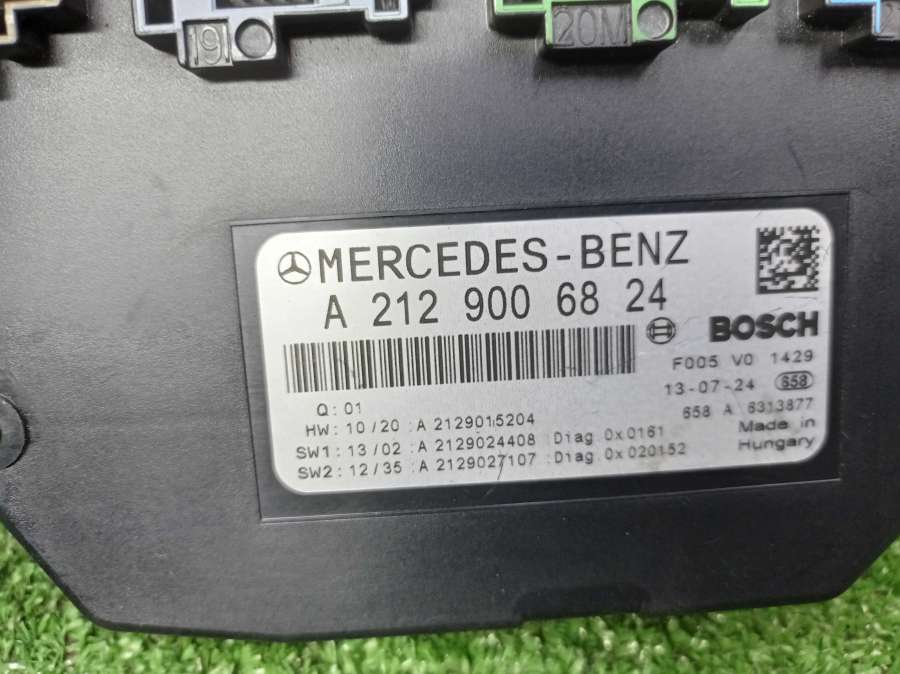 19I
20M
MERCEDES-BENZ
A 212 900 68 24
BOSCH
F005 V0 1429
13-07-24 658
658 A 6313877
Made in
Hungary
Q: 01
HW: 10/20 :A 2129015204
SW1: 13/02 :A 2129024408 :Diag 0x0161
SW2: 12/35 :A 2129027107 :Diag 0x020152